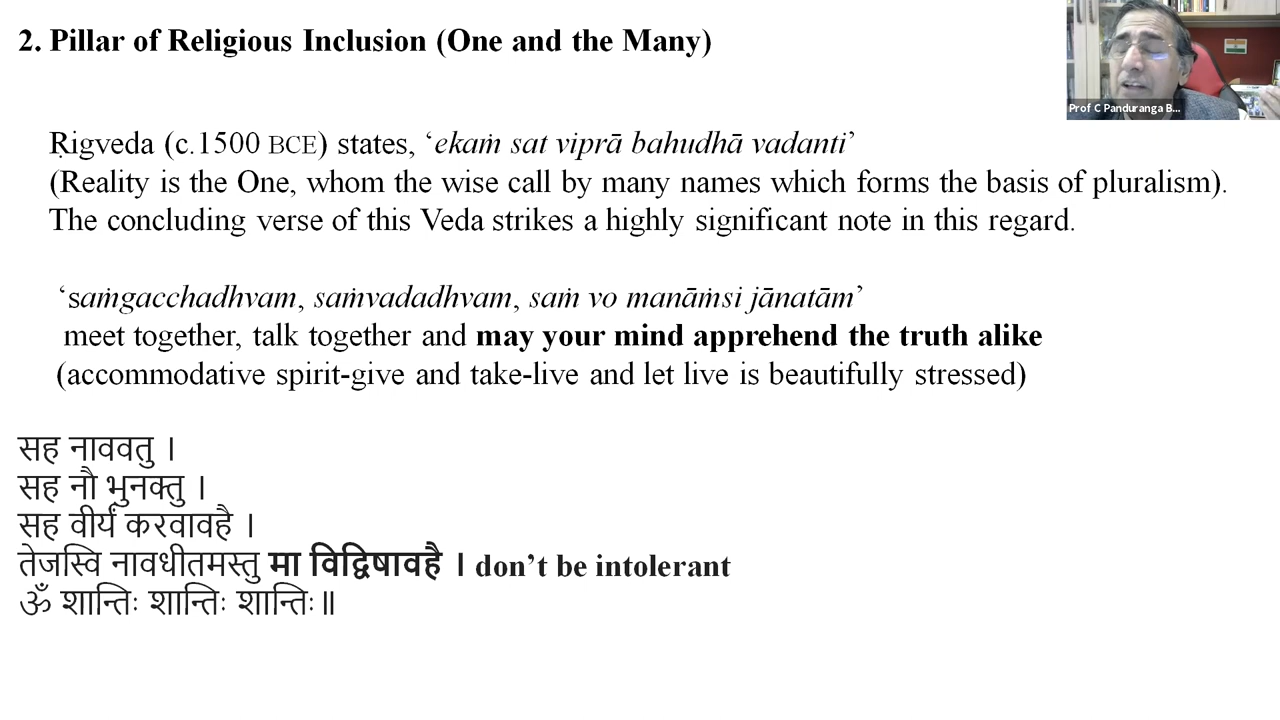 2. Pillar of Religious Inclusion (One and the Many)
Prof C Panduranga B...
Ṛigveda (c.1500 BCE) states, ‘ekaṁ sat viprā bahudhā vadanti’
(Reality is the One, whom the wise call by many names which forms the basis of pluralism).
The concluding verse of this Veda strikes a highly significant note in this regard.
‘saṁgacchadhvam, saṁvadadhvam, saṁ vo manāṁsi jānatām’
meet together, talk together and may your mind apprehend the truth alike
(accommodative spirit-give and take-live and let live is beautifully stressed)
सह नाववतु ।
सह नौ भुनक्तु ।
सह वीर्यं करवावहै ।
तेजस्वि नावधीतमस्तु मा विद्विषावहै । don’t be intolerant
ॐ शान्तिः शान्तिः शान्तिः॥